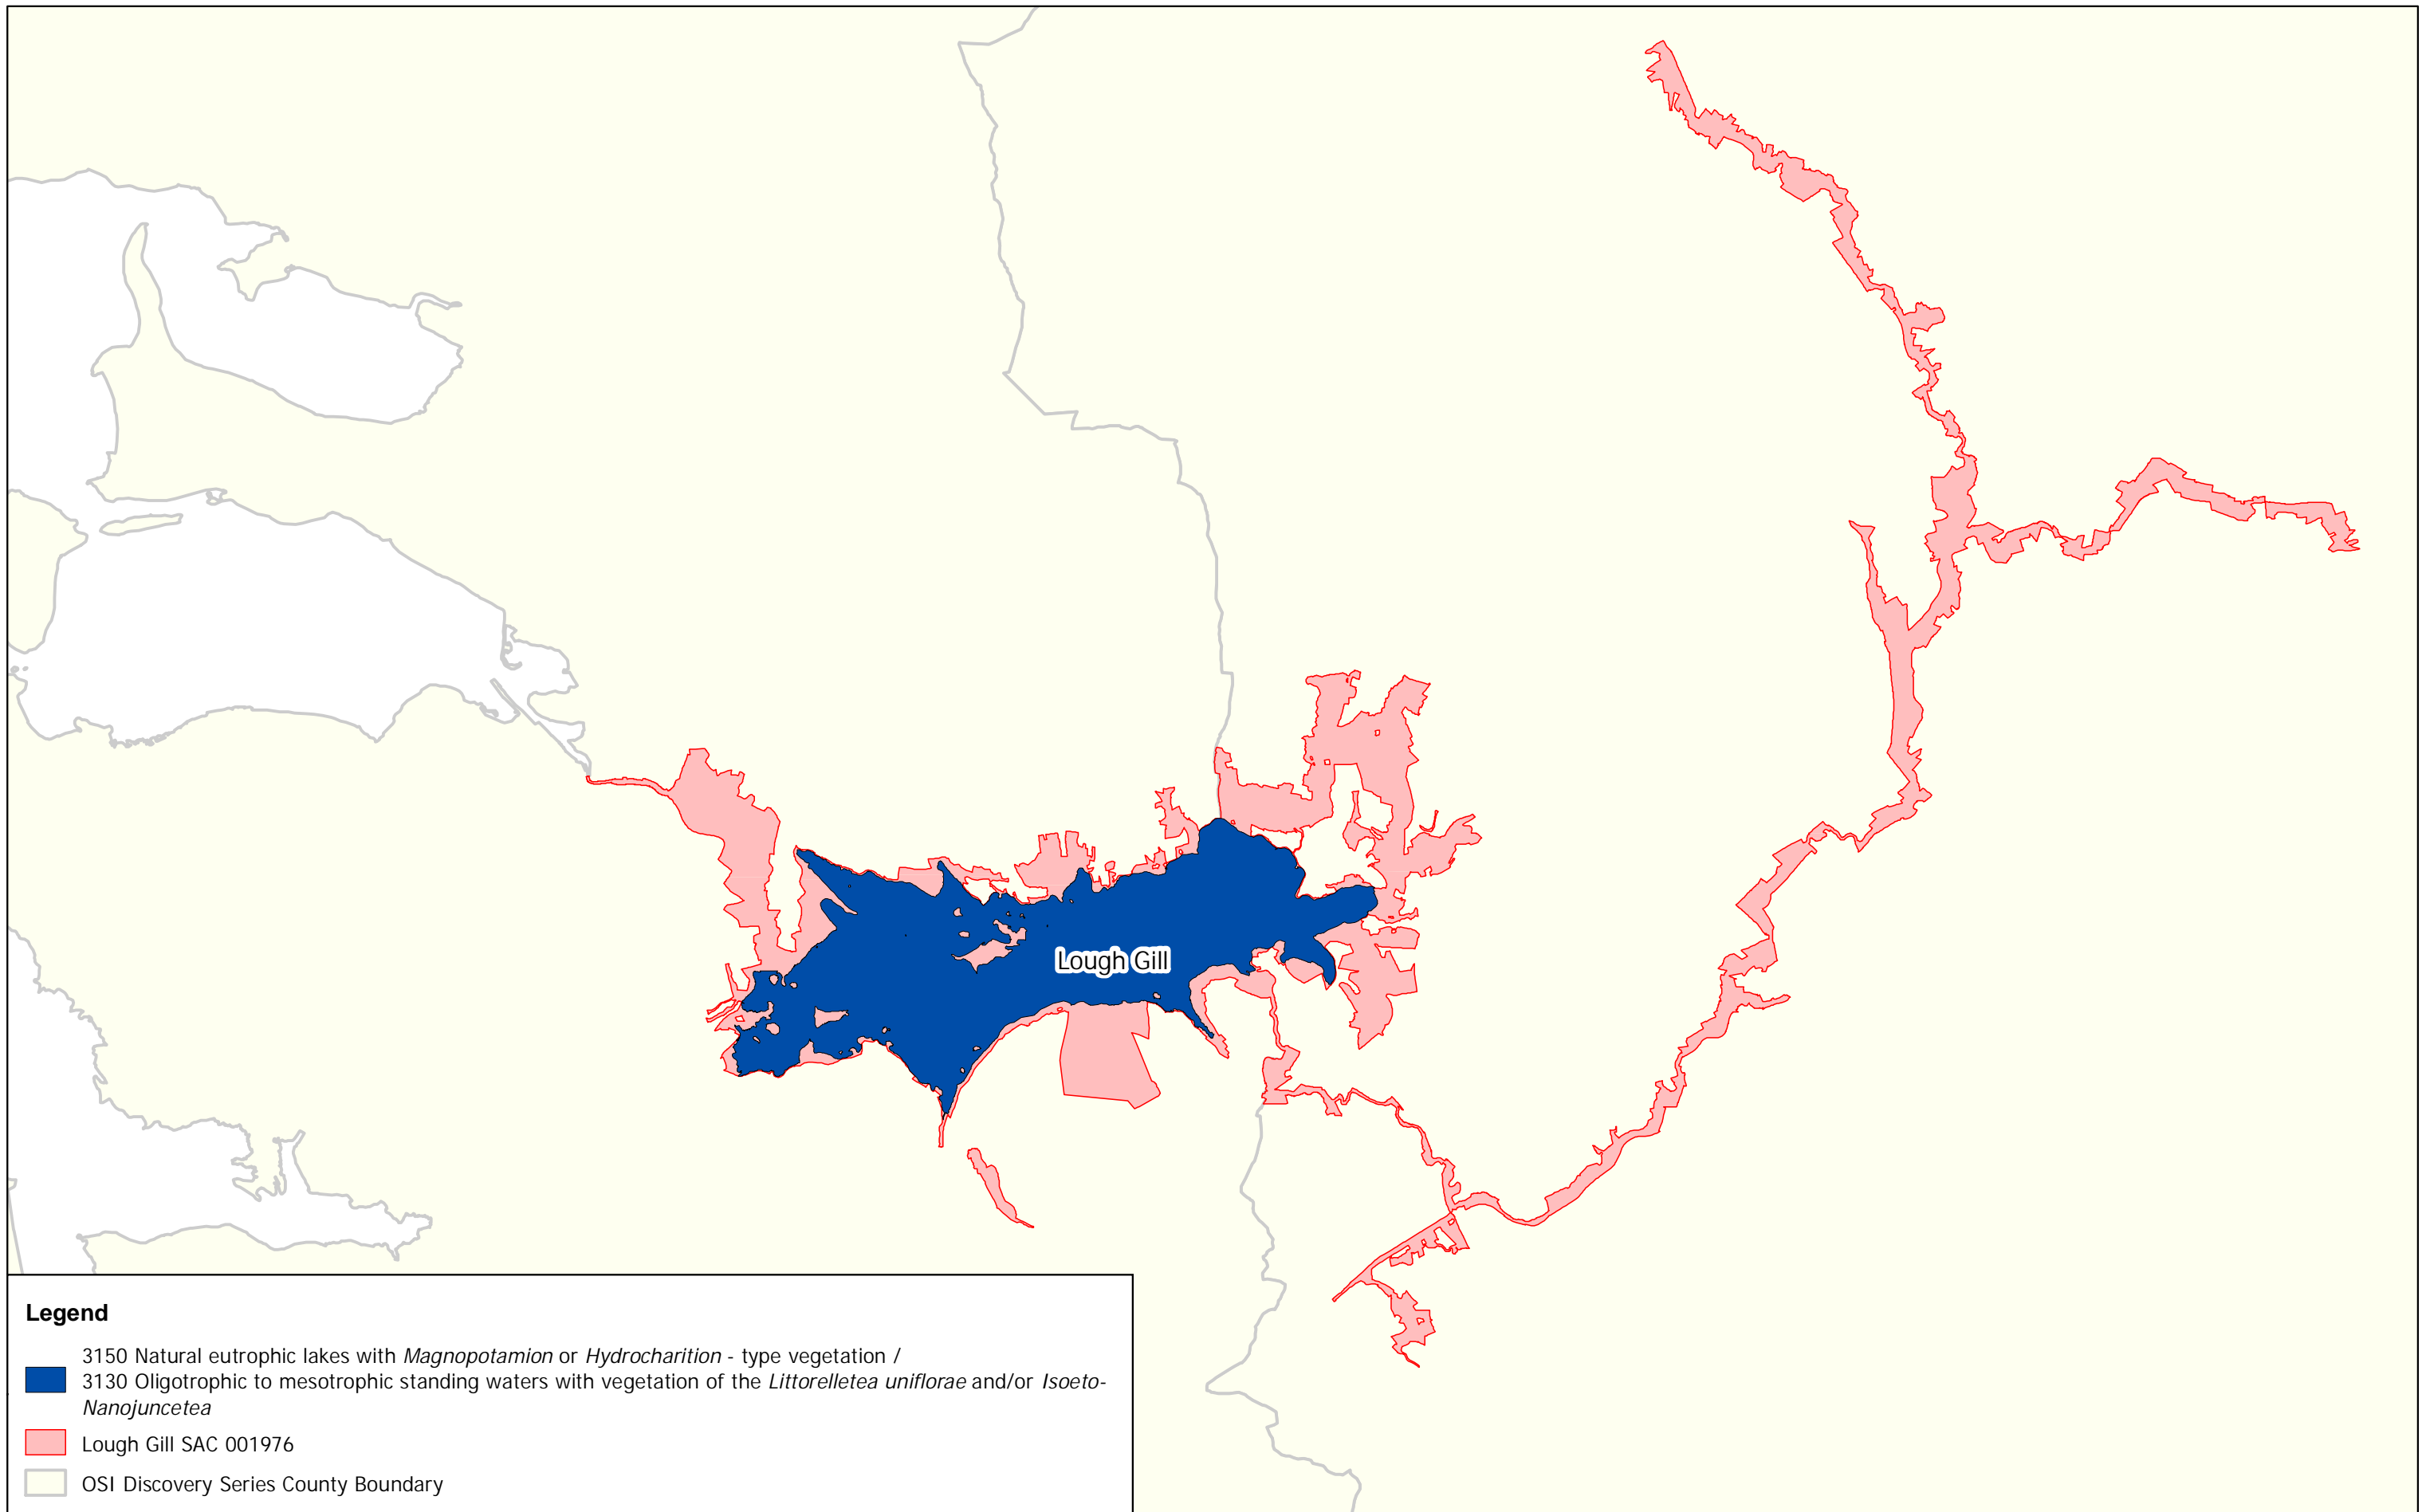 Lough Gill
Legend
3150 Natural eutrophic lakes with Magnopotamion or Hydrocharition - type vegetation /
3130 Oligotrophic to mesotrophic standing waters with vegetation of the Littorelletea uniflorae and/or Isoeto-
Nanojuncetea
Lough Gill SAC 001976
OSI Discovery Series County Boundary